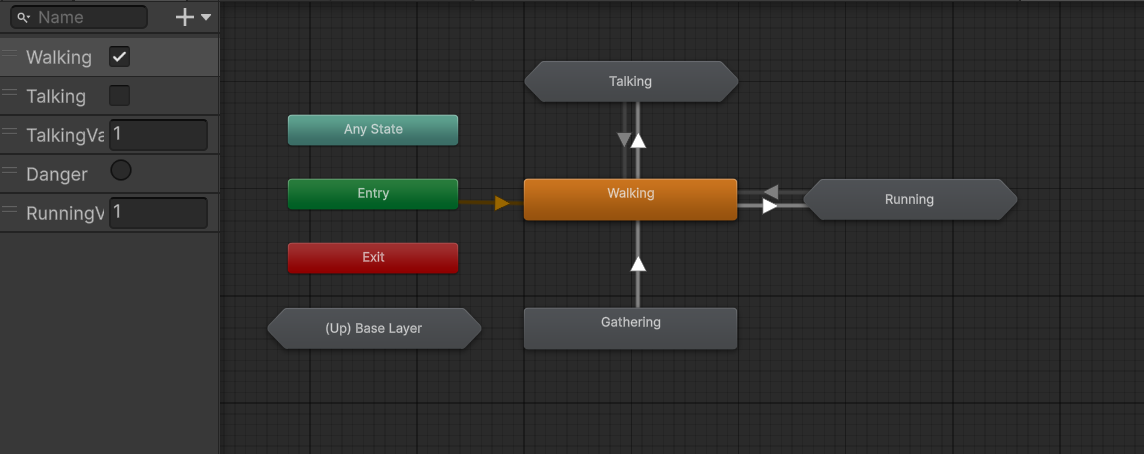 Name
Walking
Talking
TalkingVa
1
Danger
RunningV
1
Talking
Any State
Entry
Walking
Running
Exit
(Up) Base Layer
Gathering